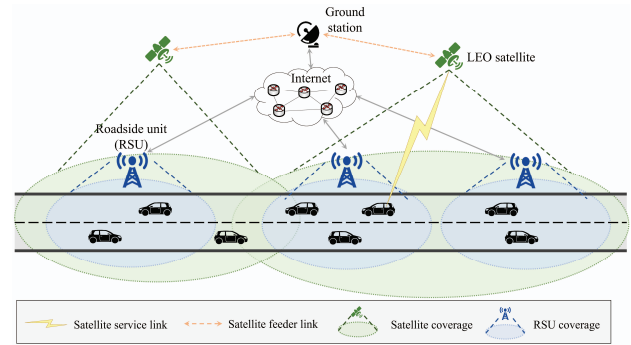 Ground
station
LEO satellite
Internet
Roadside unit
(RSU)
Satellite service link
Satellite feeder link
Satellite coverage
RSU coverage